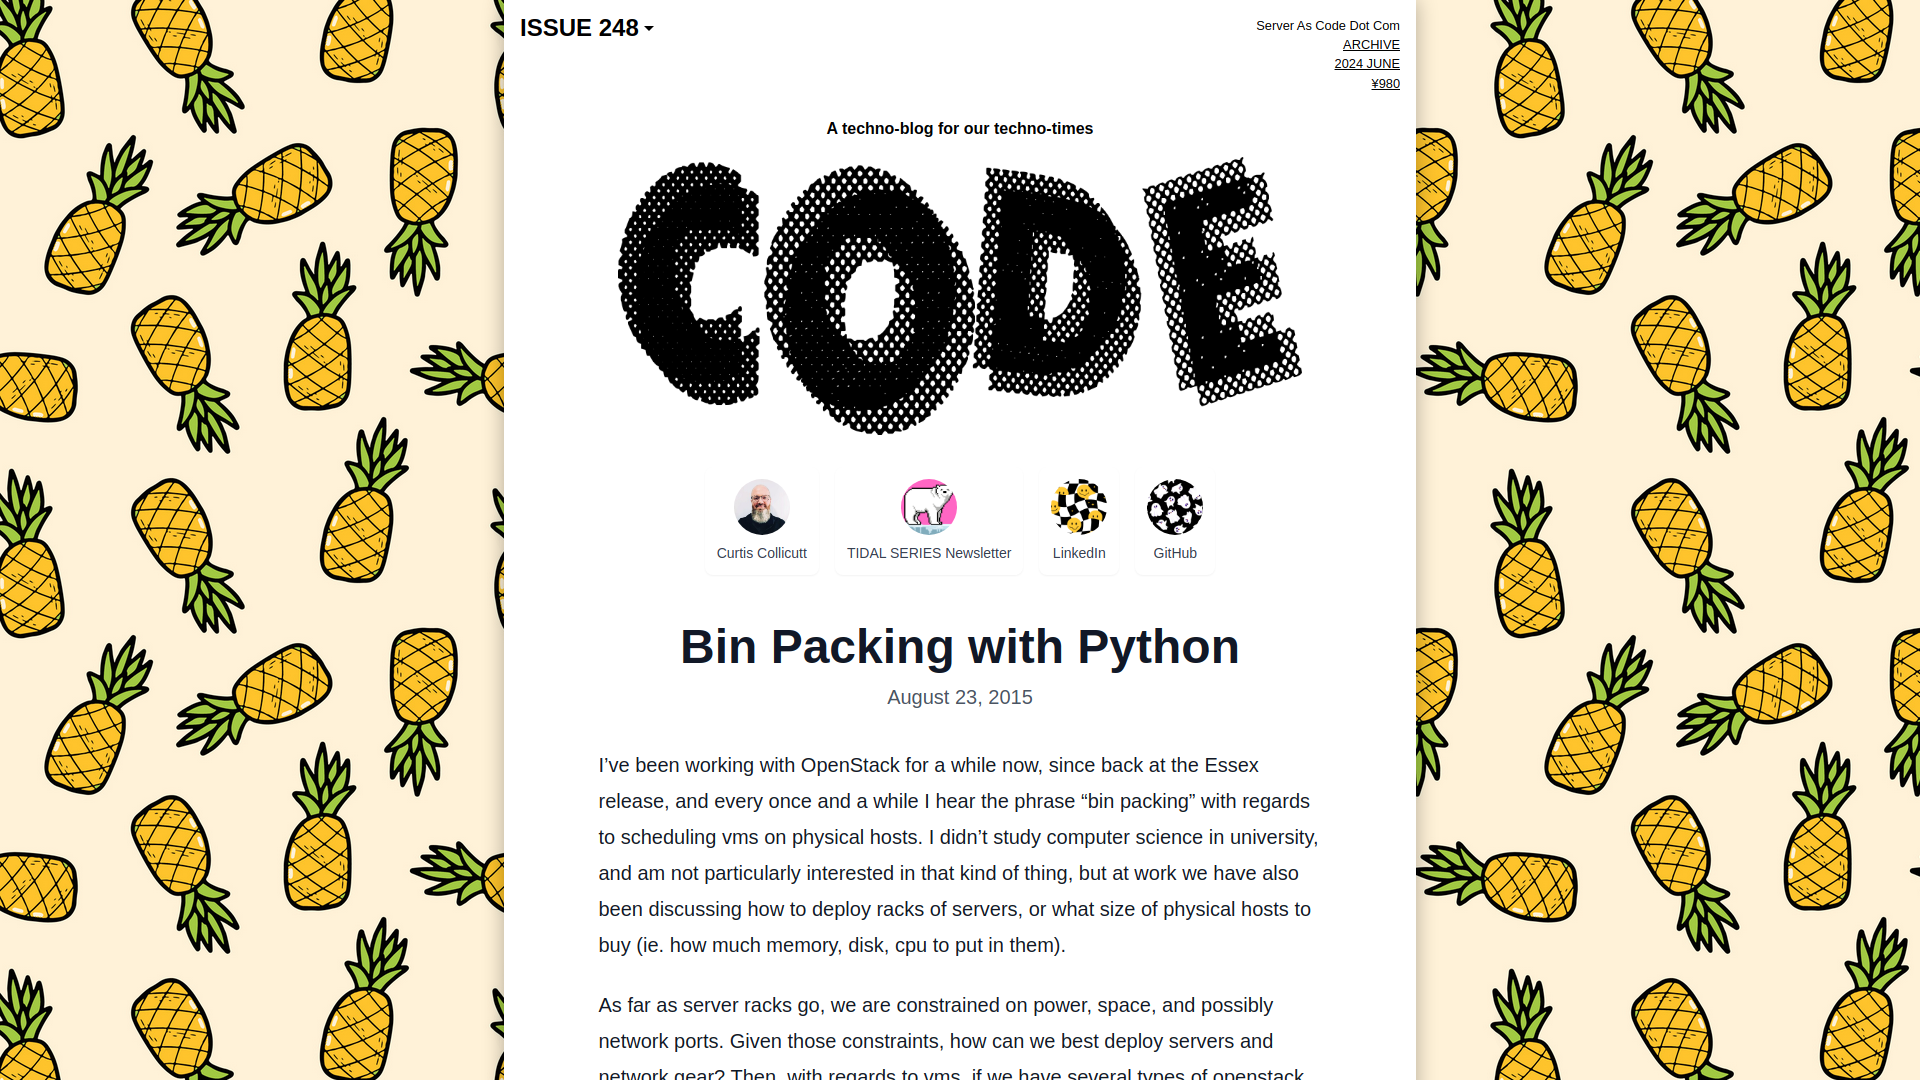 ISSUE 248
Server As Code Dot Com
ARCHIVE
2024 JUNE
¥980
A techno-blog for our techno-times
CODE
Curtis Collicutt
TIDAL SERIES Newsletter
LinkedIn
GitHub
Bin Packing with Python
August 23, 2015
I’ve been working with OpenStack for a while now, since back at the Essex
release, and every once and a while I hear the phrase “bin packing” with regards
to scheduling vms on physical hosts. I didn’t study computer science in university,
and am not particularly interested in that kind of thing, but at work we have also
been discussing how to deploy racks of servers, or what size of physical hosts to
buy (ie. how much memory, disk, cpu to put in them).
As far as server racks go, we are constrained on power, space, and possibly
network ports. Given those constraints, how can we best deploy servers and
network gear? Then, with regards to vms, if we have several types of openstack